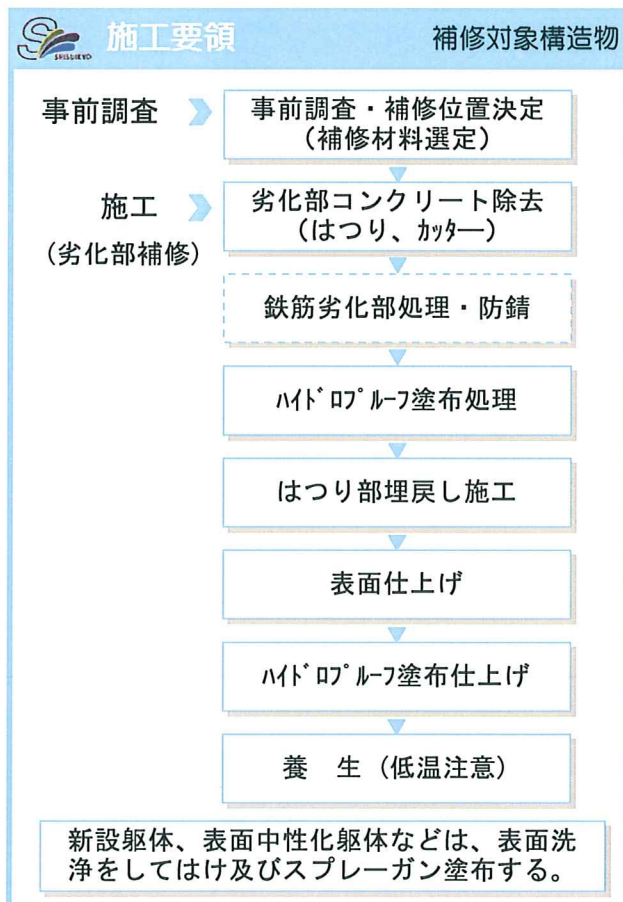 施工要領
補修対象構造物
SHISUIKYO
事前調査
事前調査・補修位置決定
(補修材料選定)
施工
(劣化部補修)
劣化部コンクリート除去
(はつり、ｶｯﾀー)
鉄筋劣化部処理・防錆
ﾊｲﾄﾞﾛﾌﾟﾙｰﾌ塗布処理
はつり部埋戻し施工
表面仕上げ
ﾊｲﾄﾞﾛﾌﾟﾙｰﾌ塗布仕上げ
養　生（低温注意）
新設躯体、表面中性化躯体などは、表面洗
浄をしてはけ及びスプレーガン塗布する。